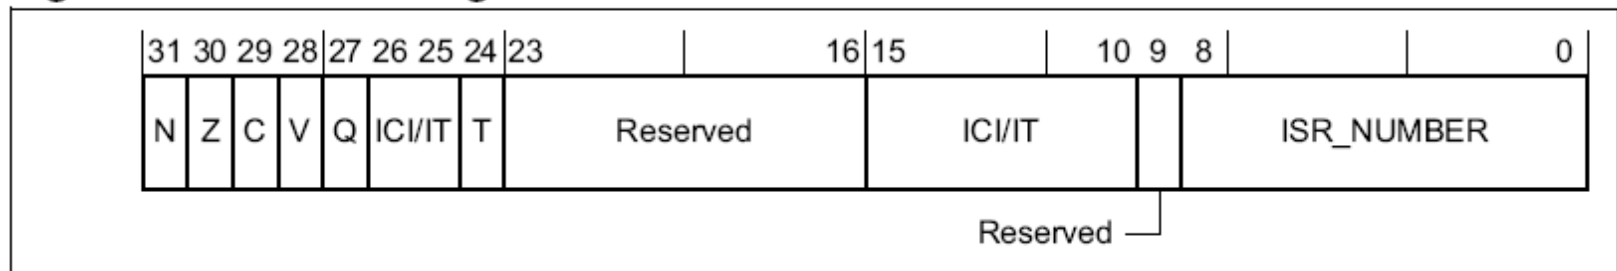 31 30 29 28 27 26 25 24 23 16 15 10 9 8 0
N Z C V Q ICI/IT T Reserved ICI/IT ISR_NUMBER
Reserved